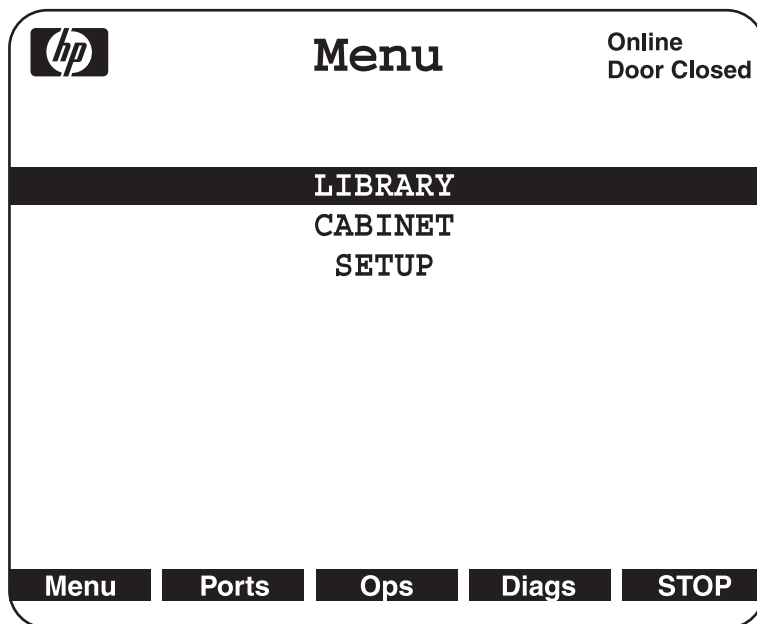 hp
Menu
Online
Door Closed
LIBRARY
CABINET
SETUP
Menu Ports Ops Diags STOP